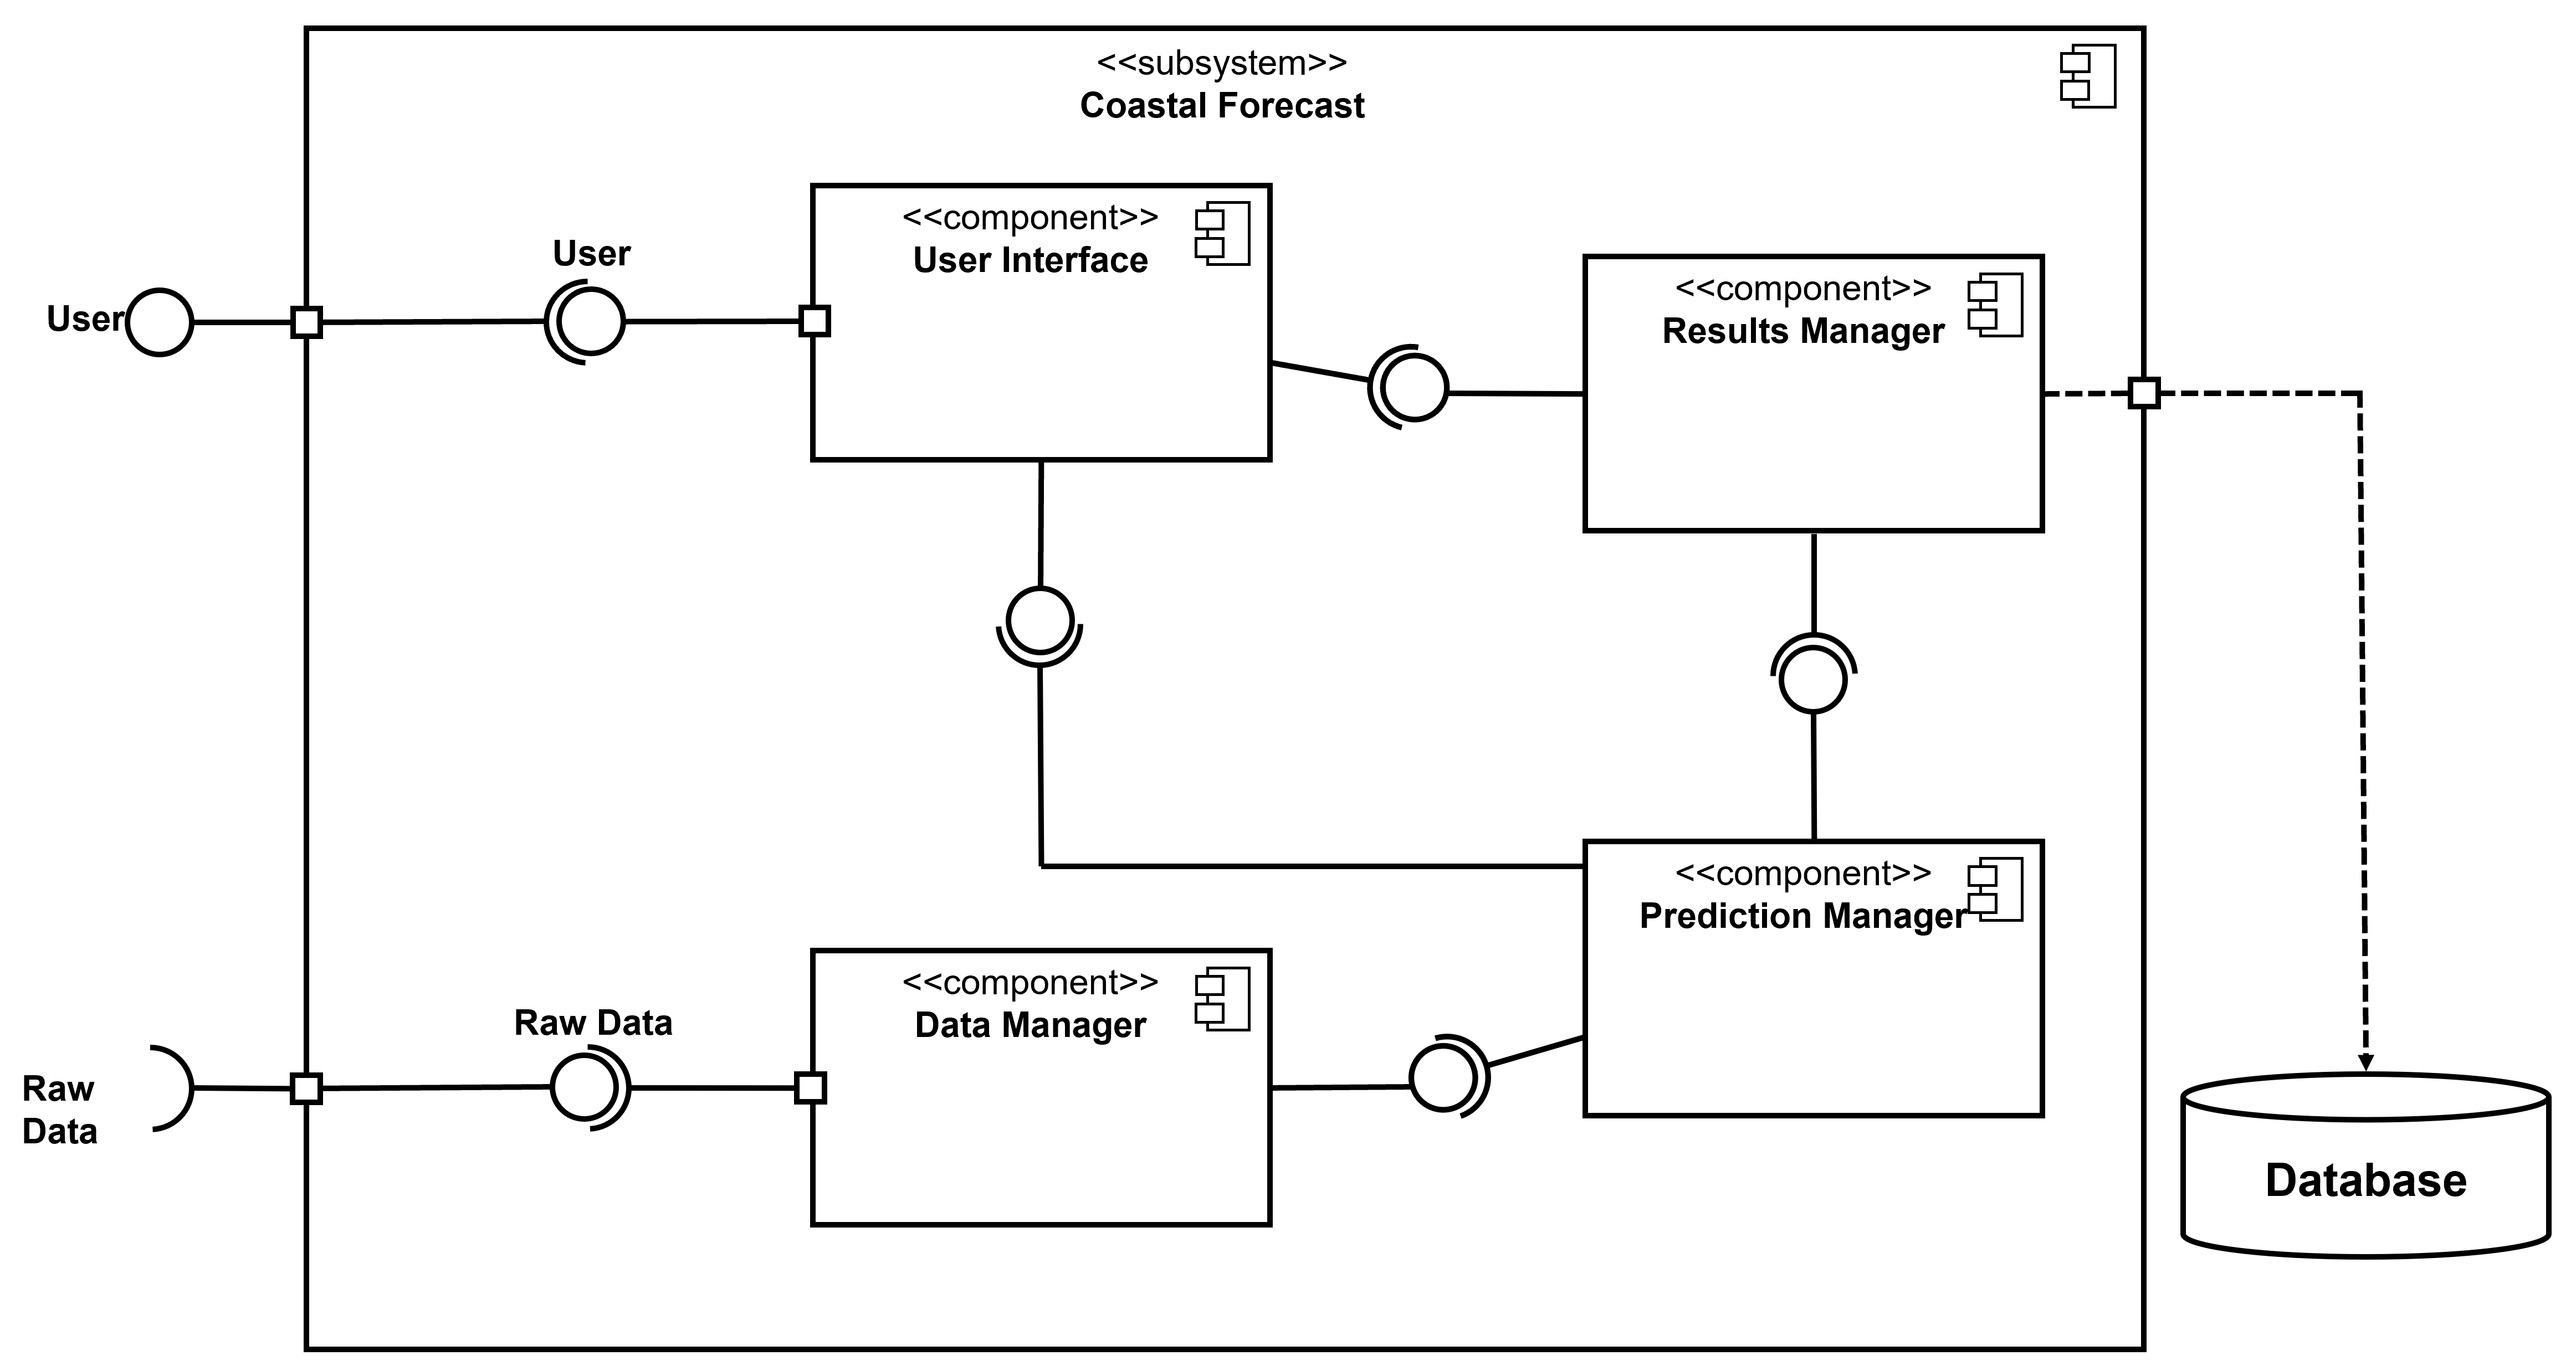 <<subsystem>>
Coastal Forecast
<<component>>
User Interface
User
User
<<component>>
Results Manager
<<component>>
Prediction Manager
<<component>>
Data Manager
Raw Data
Raw
Data
Database